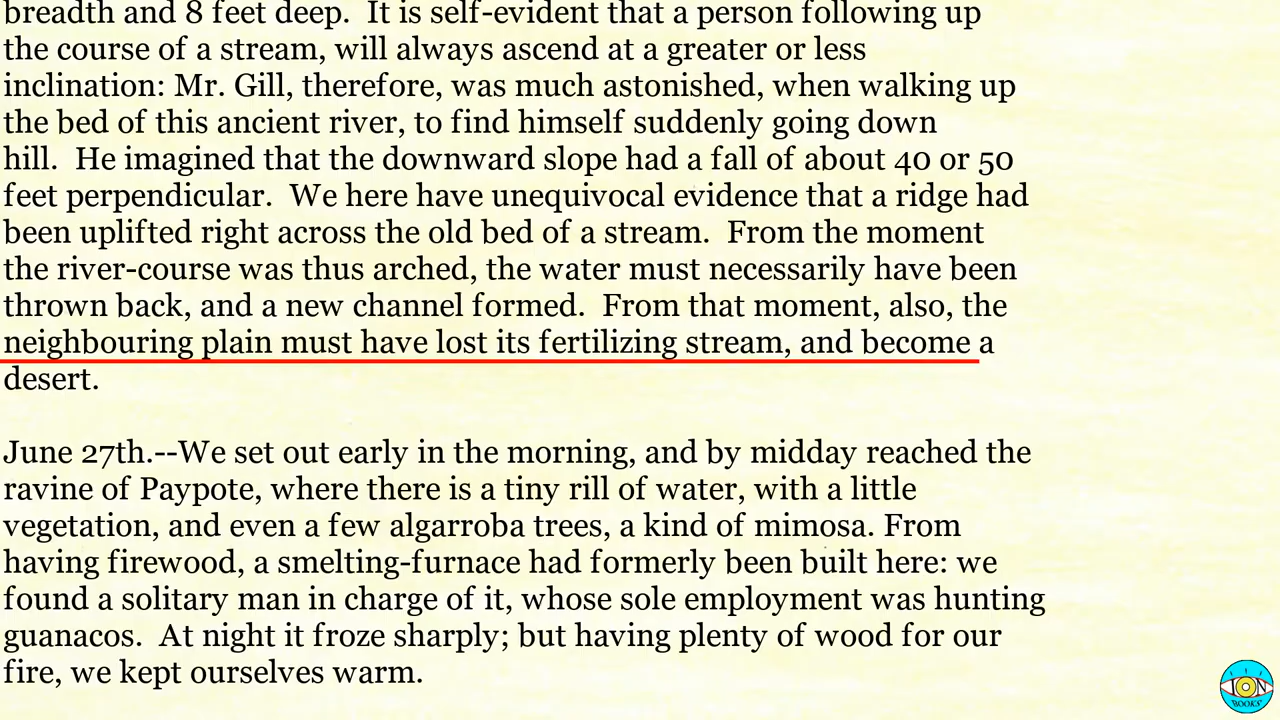 breadth and 8 feet deep.  It is self-evident that a person following up
the course of a stream, will always ascend at a greater or less
inclination: Mr. Gill, therefore, was much astonished, when walking up
the bed of this ancient river, to find himself suddenly going down
hill.  He imagined that the downward slope had a fall of about 40 or 50
feet perpendicular.  We here have unequivocal evidence that a ridge had
been uplifted right across the old bed of a stream.  From the moment
the river-course was thus arched, the water must necessarily have been
thrown back, and a new channel formed.  From that moment, also, the
neighbouring plain must have lost its fertilizing stream, and become a
desert.
June 27th.--We set out early in the morning, and by midday reached the
ravine of Paypote, where there is a tiny rill of water, with a little
vegetation, and even a few algarroba trees, a kind of mimosa. From
having firewood, a smelting-furnace had formerly been built here: we
found a solitary man in charge of it, whose sole employment was hunting
guanacos.  At night it froze sharply; but having plenty of wood for our
fire, we kept ourselves warm.
ION
BOOKS